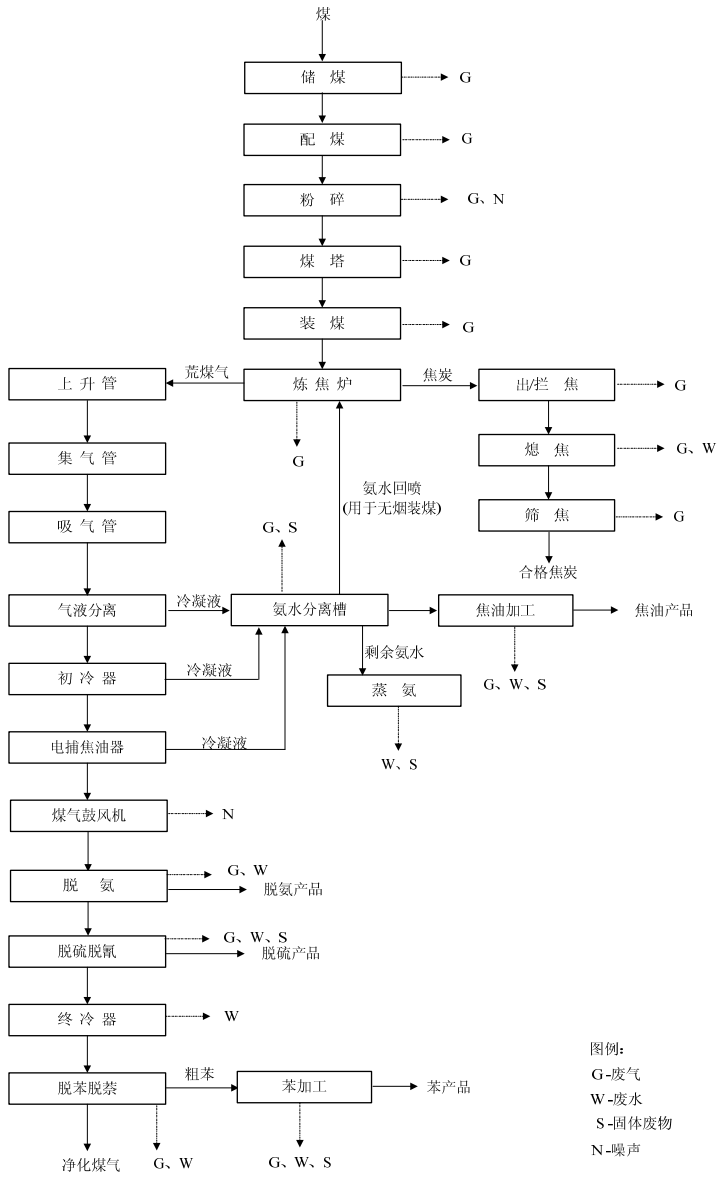 煤
储 煤
G
配 煤
G
粉 碎
G、N
煤 塔
G
装 煤
G
上 升 管
荒煤气
炼 焦 炉
焦炭
出/拦 焦
G
G
集 气 管
熄 焦
G、W
氨水回喷
(用于无烟装煤)
吸 气 管
G、S
筛 焦
G
合格焦炭
气液分离
冷凝液
氨水分离槽
焦油加工
焦油产品
剩余氨水
初 冷 器
冷凝液
蒸 氨
G、W、S
电捕焦油器
冷凝液
W、S
煤气鼓风机
N
脱 氨
G、W
脱氨产品
脱硫脱氰
G、W、S
脱硫产品
终 冷 器
W
脱苯脱萘
粗苯
苯加工
苯产品
净化煤气
G、W
G、W、S
图例：
G-废气
W-废水
S-固体废物
N-噪声